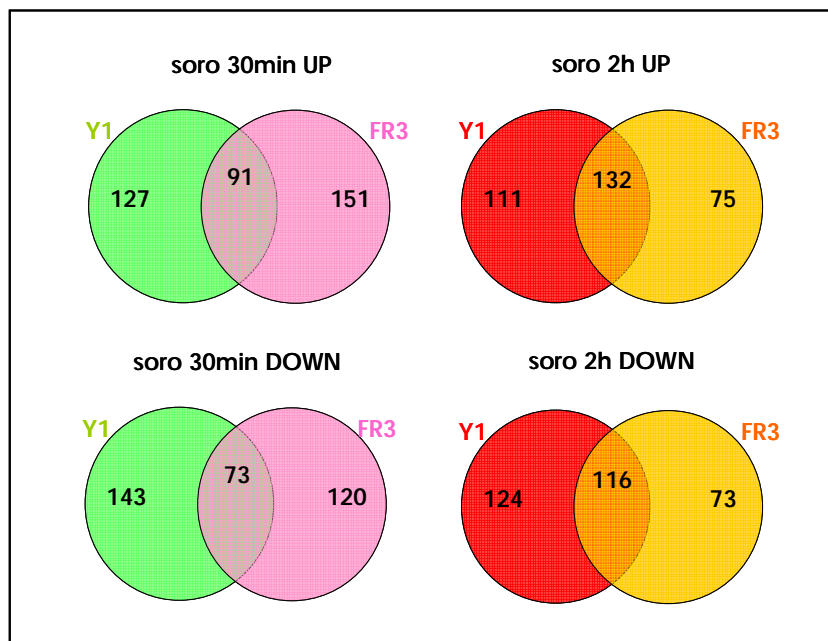 soro 30min UP
soro 2h UP
Y1
FR3
Y1
FR3
127
91
151
111
132
75
soro 30min DOWN
soro 2h DOWN
Y1
FR3
Y1
FR3
143
73
120
124
116
73